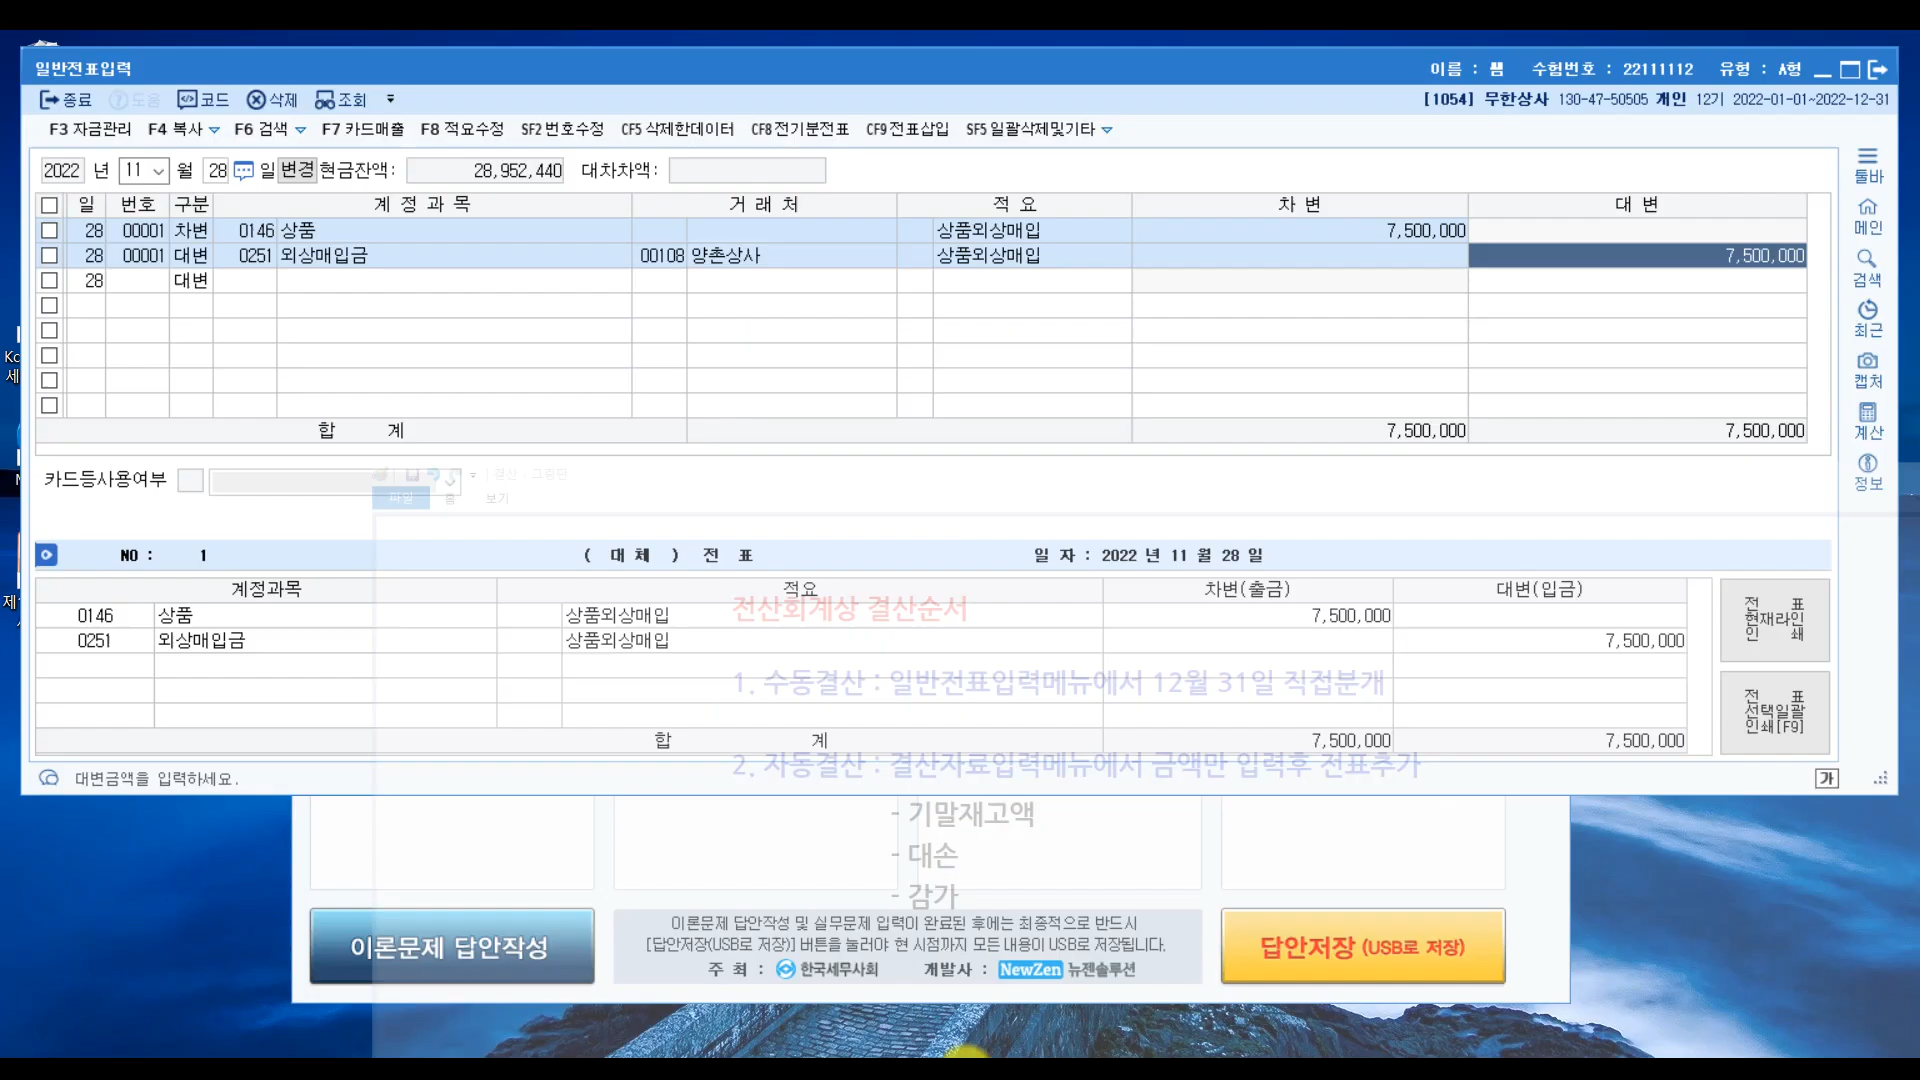 일반전표입력
이름 : 쌤 수험번호 : 22111112 유형 : A형
종료 도움 코드 삭제 조회
[1054] 무한상사 130-47-50505 개인 12기 2022-01-01~2022-12-31
F3 자금관리 F4 복사 F6 검색 F7 카드매출 F8 적요수정 SF2 번호수정 CF5 삭제한데이터 CF8 전기분전표 CF9 전표삽입 SF5 일괄삭제및기타
2022 년 11 월 28 일 변경 현금잔액: 28,952,440 대차차액:
일 번호 구분 계 정 과 목 거 래 처 적 요 차 변 대 변
28 00001 차변 0146 상품 상품외상매입 7,500,000
28 00001 대변 0251 외상매입금 00108 양촌상사 상품외상매입 7,500,000
28 대변
합 계 7,500,000 7,500,000
카드등사용여부
결산 - 그림판
파일 홈 보기
NO : 1 ( 대 체 ) 전 표 일 자 : 2022 년 11 월 28 일
계정과목 적요 차변(출금) 대변(입금)
0146 상품 상품외상매입 7,500,000
0251 외상매입금 상품외상매입 7,500,000
합 계 7,500,000 7,500,000
전산회계상 결산순서
1. 수동결산 : 일반전표입력메뉴에서 12월 31일 직접분개
2. 자동결산 : 결산자료입력메뉴에서 금액만 입력후 전표추가
- 기말재고액
- 대손
- 감가
전 표
현재라인
인 쇄
전 표
선택일괄
인쇄[F9]
대변금액을 입력하세요.
가
툴바
메인
검색
최근
캡처
계산
정보
이론문제 답안작성
이론문제 답안작성 및 실무문제 입력이 완료된 후에는 최종적으로 반드시
[답안저장(USB로 저장)] 버튼을 눌러야 현 시점까지 모든 내용이 USB로 저장됩니다.
주 최 : 한국세무사회 개발사 : NewZen 뉴젠솔루션
답안저장 (USB로 저장)
Kc
세
제